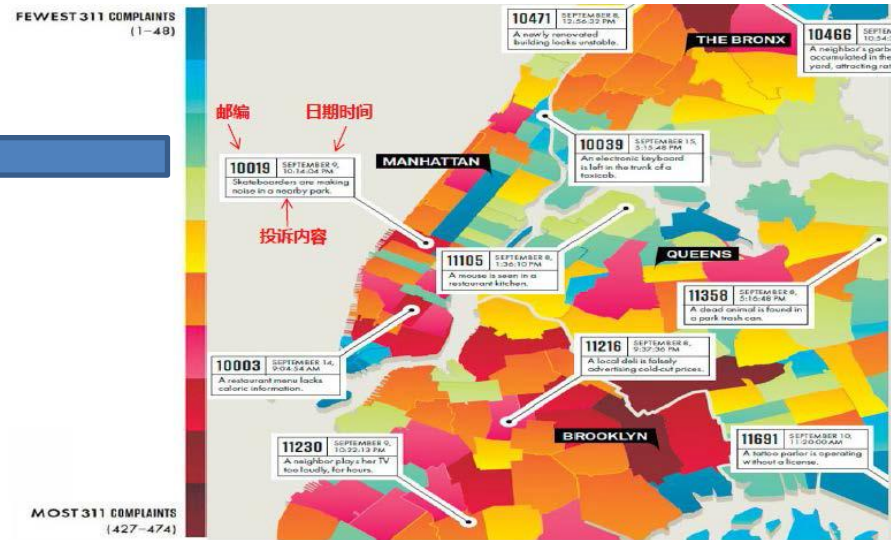 FEWEST 311 COMPLAINTS
(1–48)
10471
SEPTEMBER 8,
12:56:22 PM
A newly renovated
building looks unstable.
THE BRONX
10466
SEPTEM
10:54:
A neighbor's garb
accumulated in the
yard, attracting rat
邮编
日期时间
10019
SEPTEMBER 9,
10:14:04 PM
Skateboarders are making
noise in a nearby park.
投诉内容
MANHATTAN
10039
SEPTEMBER 15,
5:15:48 PM
An electronic keyboard
is left in the trunk of a
taxicab.
11105
SEPTEMBER 8,
1:36:10 PM
A mouse is seen in a
restaurant kitchen.
QUEENS
11358
SEPTEMBER 8,
5:16:48 PM
A dead animal is found in
a park trash can.
10003
SEPTEMBER 14,
9:04:54 AM
A restaurant menu lacks
caloric information.
11216
SEPTEMBER 8,
9:37:36 PM
A local deli is falsely
advertising cold-cut prices.
11230
SEPTEMBER 9,
10:22:13 PM
A neighbor plays her TV
too loudly, for hours.
BROOKLYN
11691
SEPTEMBER 10,
11:20:00 AM
A tattoo parlor is operating
without a license.
MOST 311 COMPLAINTS
(427–474)